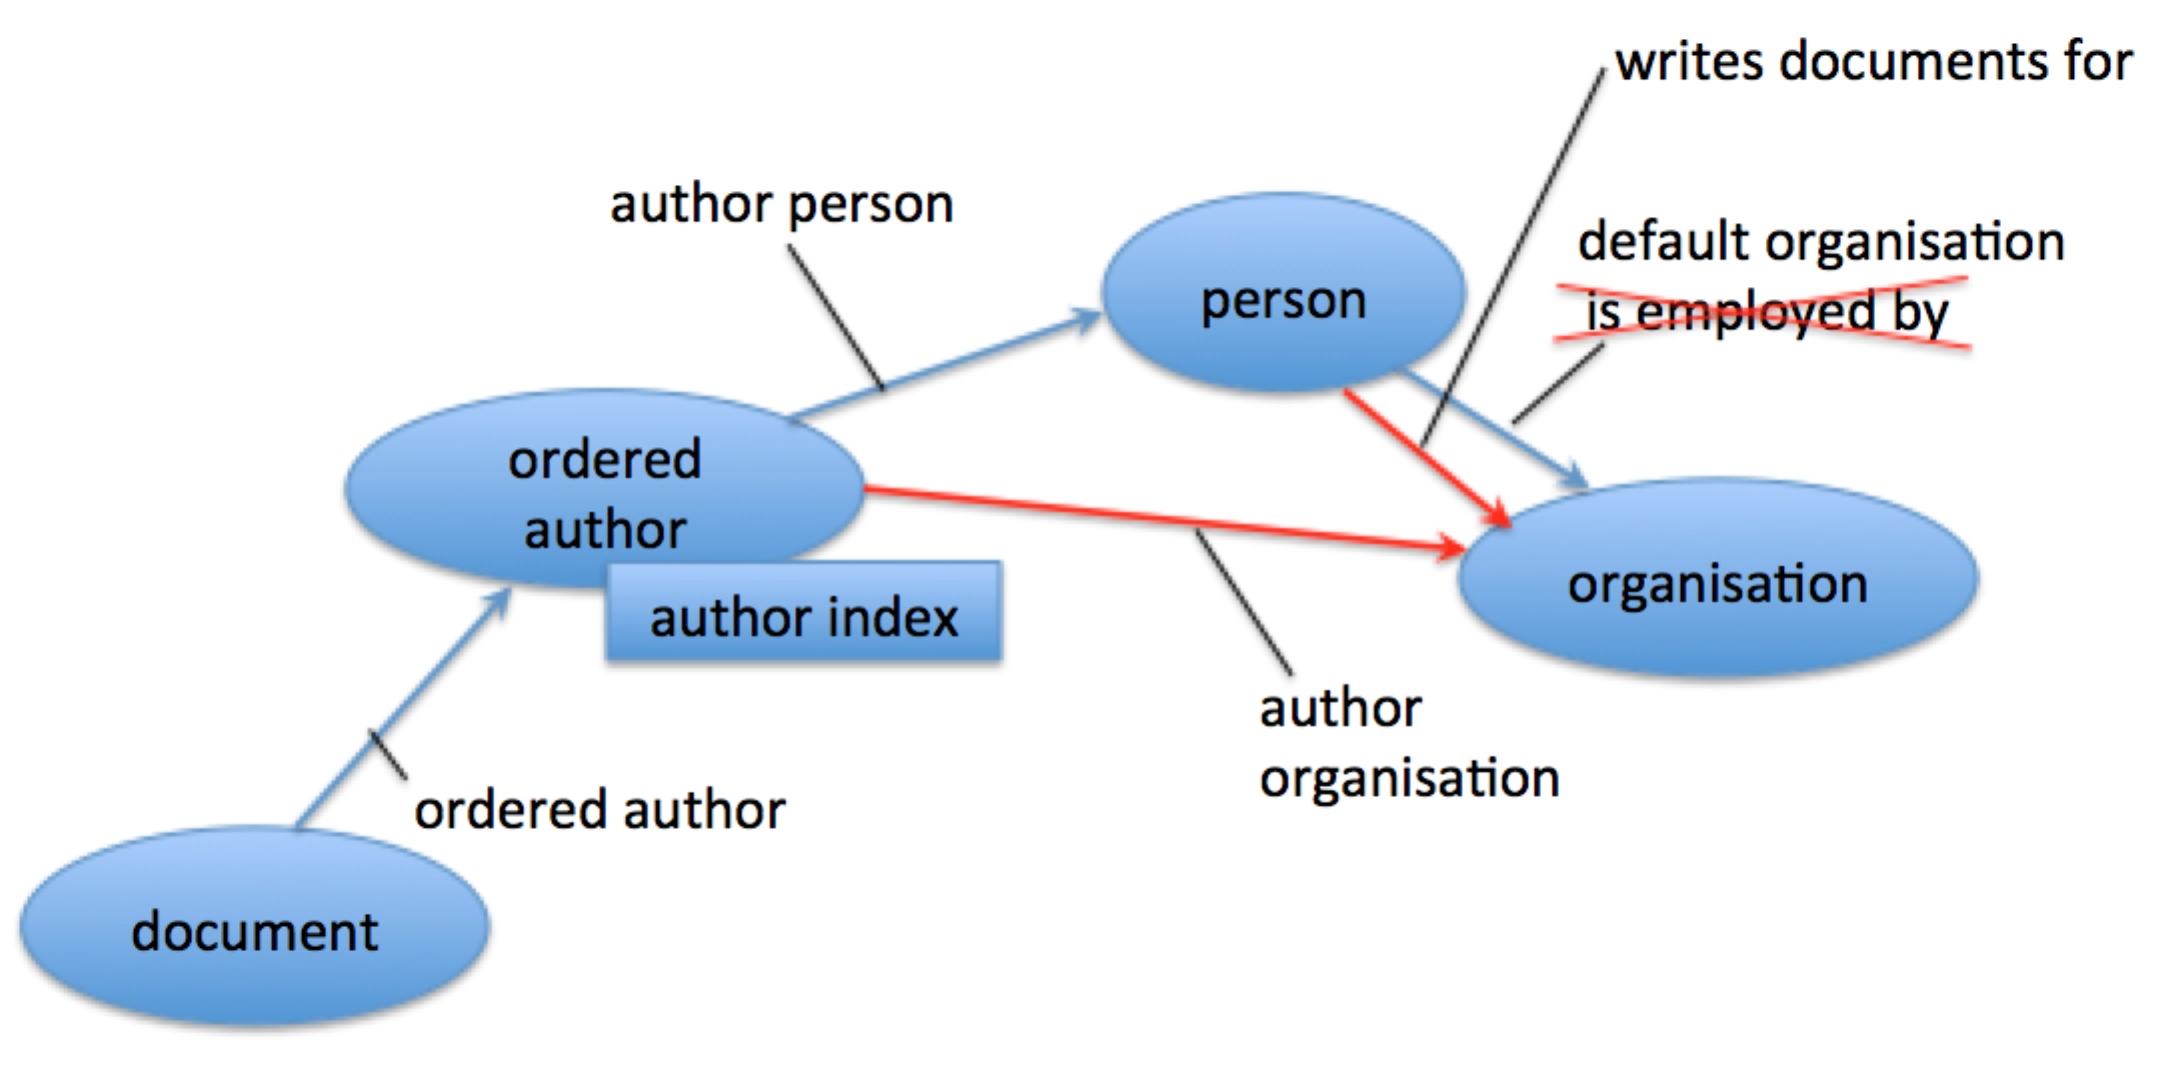 writes documents for
author person
default organisation
is employed by
person
ordered
author
organisation
author index
author
organisation
ordered author
document